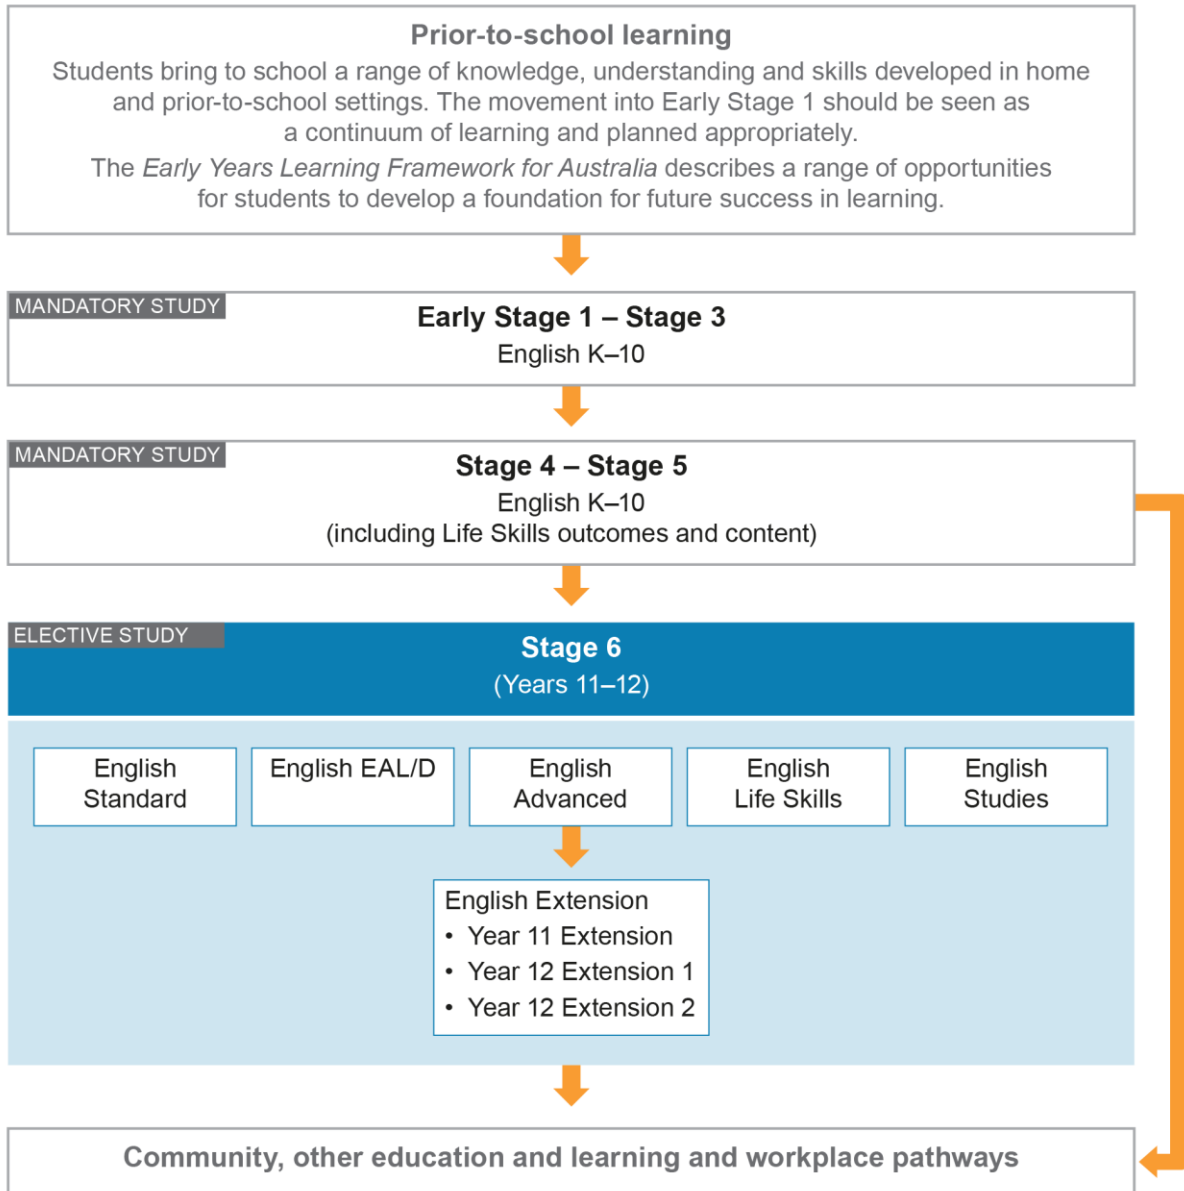 Prior-to-school learning
Students bring to school a range of knowledge, understanding and skills developed in home
and prior-to-school settings. The movement into Early Stage 1 should be seen as
a continuum of learning and planned appropriately.
The Early Years Learning Framework for Australia describes a range of opportunities
for students to develop a foundation for future success in learning.
MANDATORY STUDY
Early Stage 1 – Stage 3
English K–10
MANDATORY STUDY
Stage 4 – Stage 5
English K–10
(including Life Skills outcomes and content)
ELECTIVE STUDY
Stage 6
(Years 11–12)
English
Standard
English EAL/D
English
Advanced
English
Life Skills
English
Studies
English Extension
• Year 11 Extension
• Year 12 Extension 1
• Year 12 Extension 2
Community, other education and learning and workplace pathways